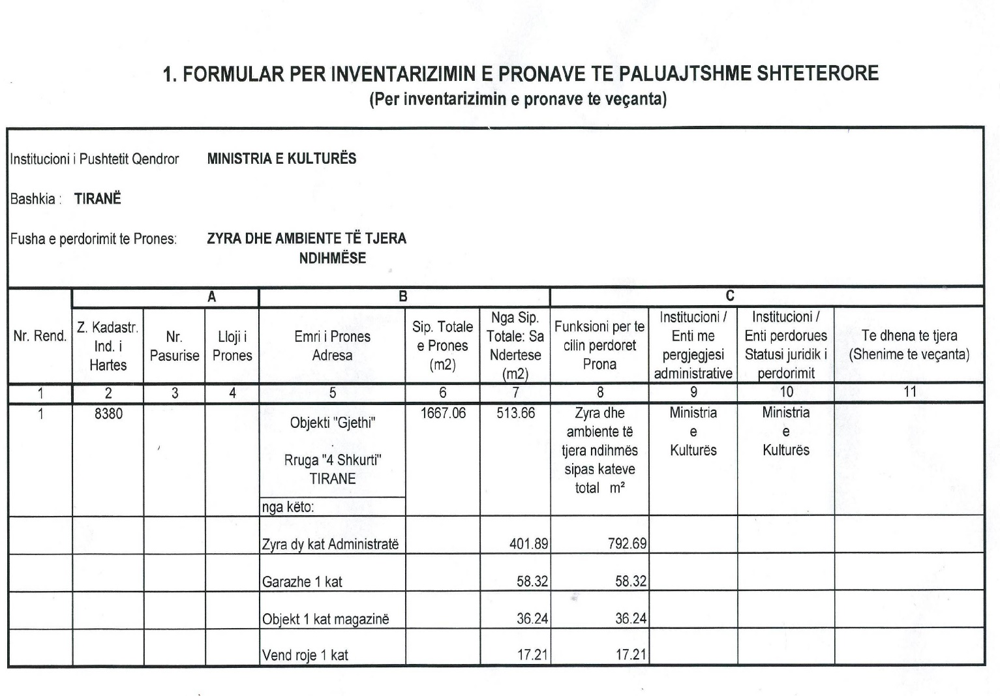 1. FORMULAR PER INVENTARIZIMIN E PRONAVE TE PALUAJTSHME SHTETERORE
(Per inventarizimin e pronave te veçanta)
Institucioni i Pushtetit Qendror MINISTRIA E KULTURËS
Bashkia : TIRANË
Fusha e perdorimit te Prones: ZYRA DHE AMBIENTE TË TJERA
NDIHMËSE
A B C
Nr. Rend.
Z. Kadastr.
Ind. i
Hartes
Nr.
Pasurise
Lloji i
Prones
Emri i Prones
Adresa
Sip. Totale
e Prones
(m2)
Nga Sip.
Totale: Sa
Ndertese
(m2)
Funksioni per te
cilin perdoret
Prona
Institucioni /
Enti me
pergjegjesi
administrative
Institucioni /
Enti perdorues
Statusi juridik i
perdorimit
Te dhena te tjera
(Shenime te veçanta)
1 2 3 4 5 6 7 8 9 10 11
1
8380
Objekti "Gjethi"
Rruga "4 Shkurti"
TIRANE
nga këto:
1667.06
513.66
Zyra dhe
ambiente të
tjera ndihmës
sipas kateve
total m²
Ministria
e
Kulturës
Ministria
e
Kulturës
Zyra dy kat Administratë 401.89 792.69
Garazhe 1 kat 58.32 58.32
Objekt 1 kat magazinë 36.24 36.24
Vend roje 1 kat 17.21 17.21